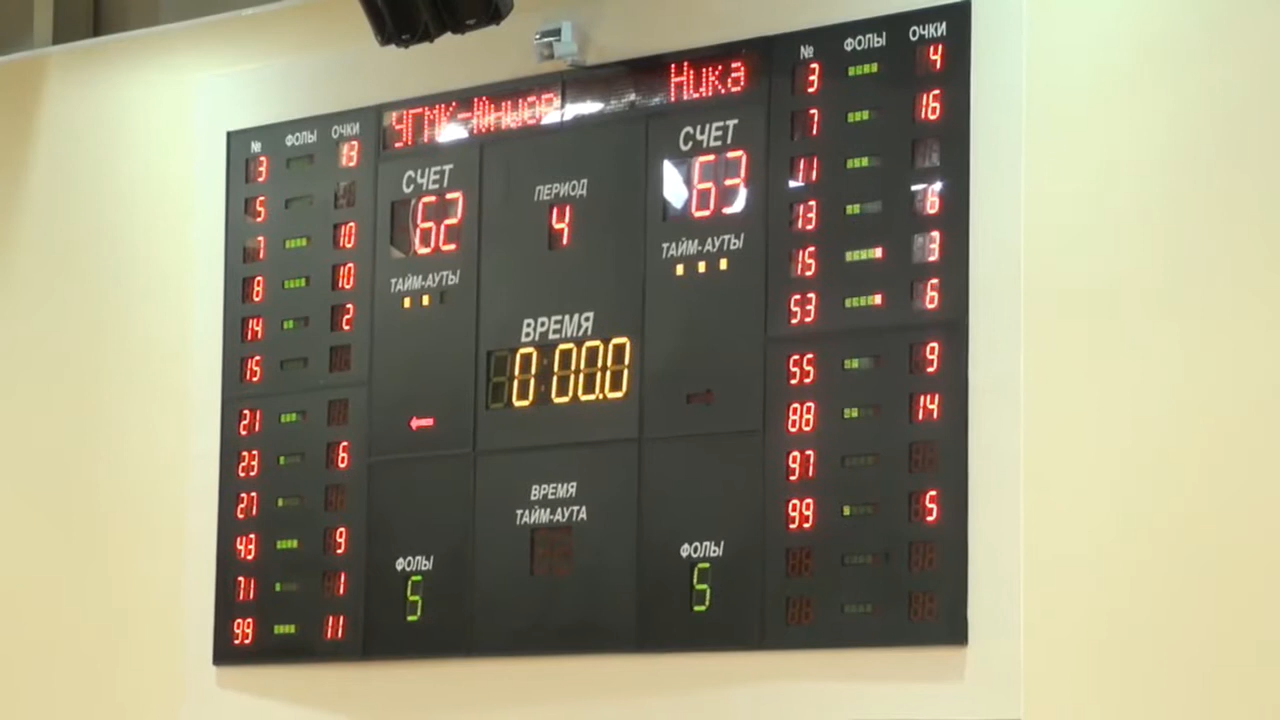 УГМК-Юниор Ника
№ ФОЛЫ ОЧКИ
3 13
5
7 10
8 10
14 2
15
21
23 6
27
43 9
71 1
99 11
СЧЕТ
62
ТАЙМ-АУТЫ
ФОЛЫ
5
ПЕРИОД
4
ВРЕМЯ
0:00.0
ВРЕМЯ
ТАЙМ-АУТА
СЧЕТ
63
ТАЙМ-АУТЫ
ФОЛЫ
5
№ ФОЛЫ ОЧКИ
3 4
7 16
11
13 6
15 3
53 6
55 9
88 14
97
99 5